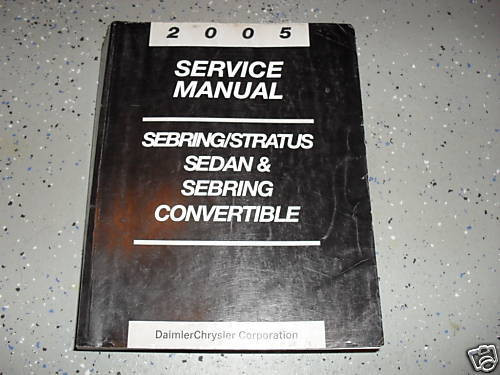 2005
SERVICE
MANUAL
SEBRING/STRATUS
SEDAN &
SEBRING
CONVERTIBLE
DaimlerChrysler Corporation